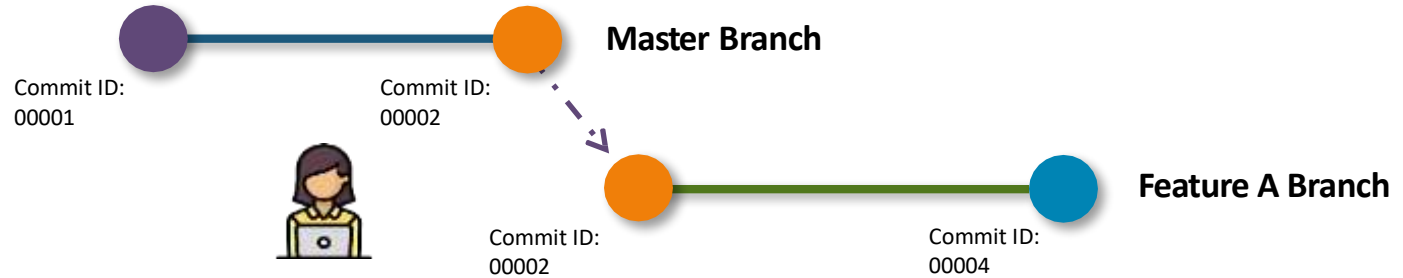 Master Branch
Commit ID:
00001
Commit ID:
00002
Feature A Branch
Commit ID:
00002
Commit ID:
00004